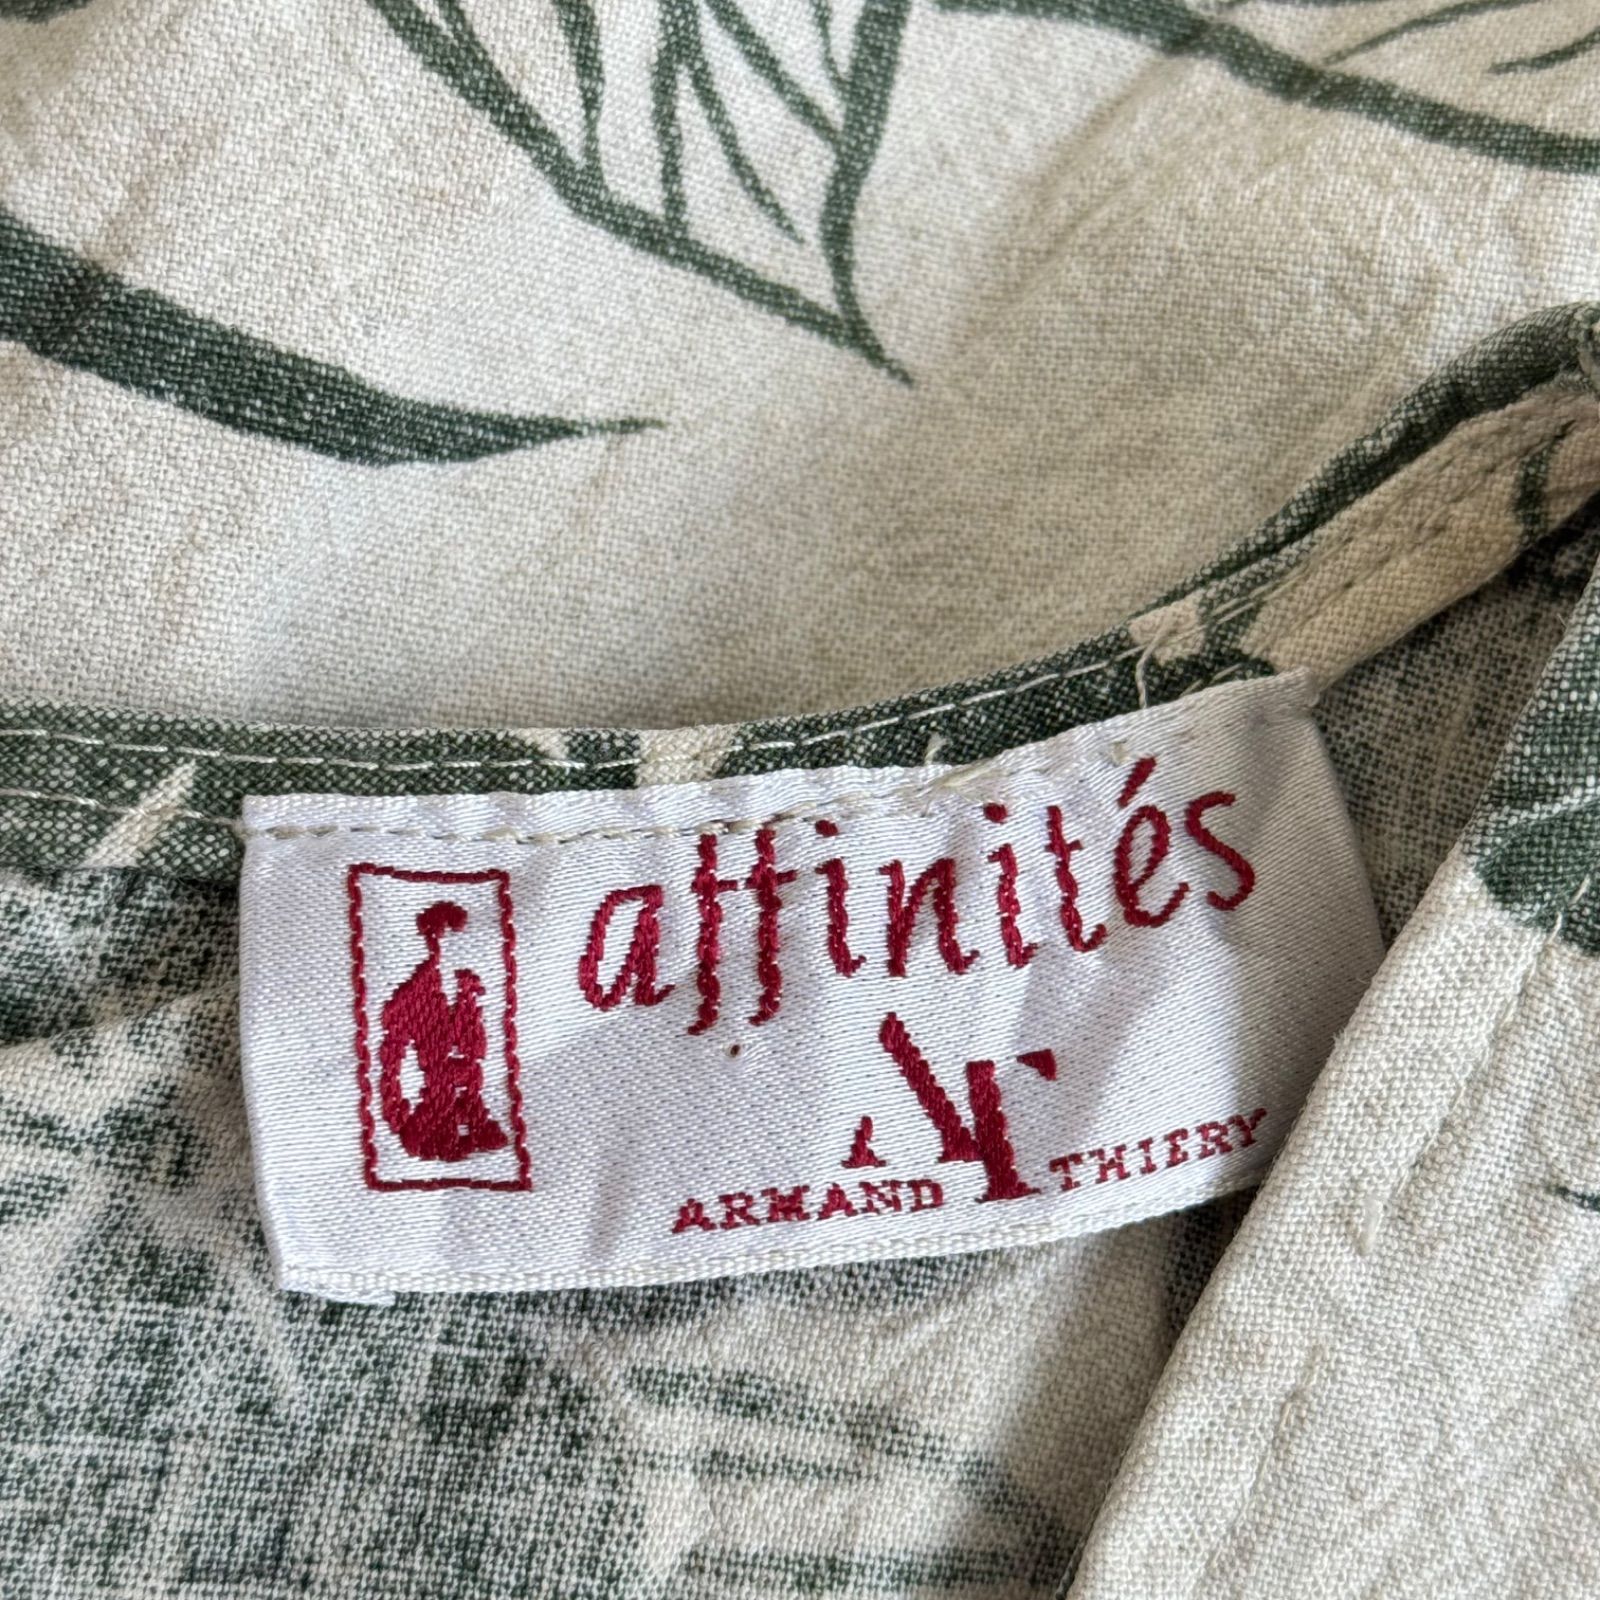 affinités
AT
ARMAND THIERY